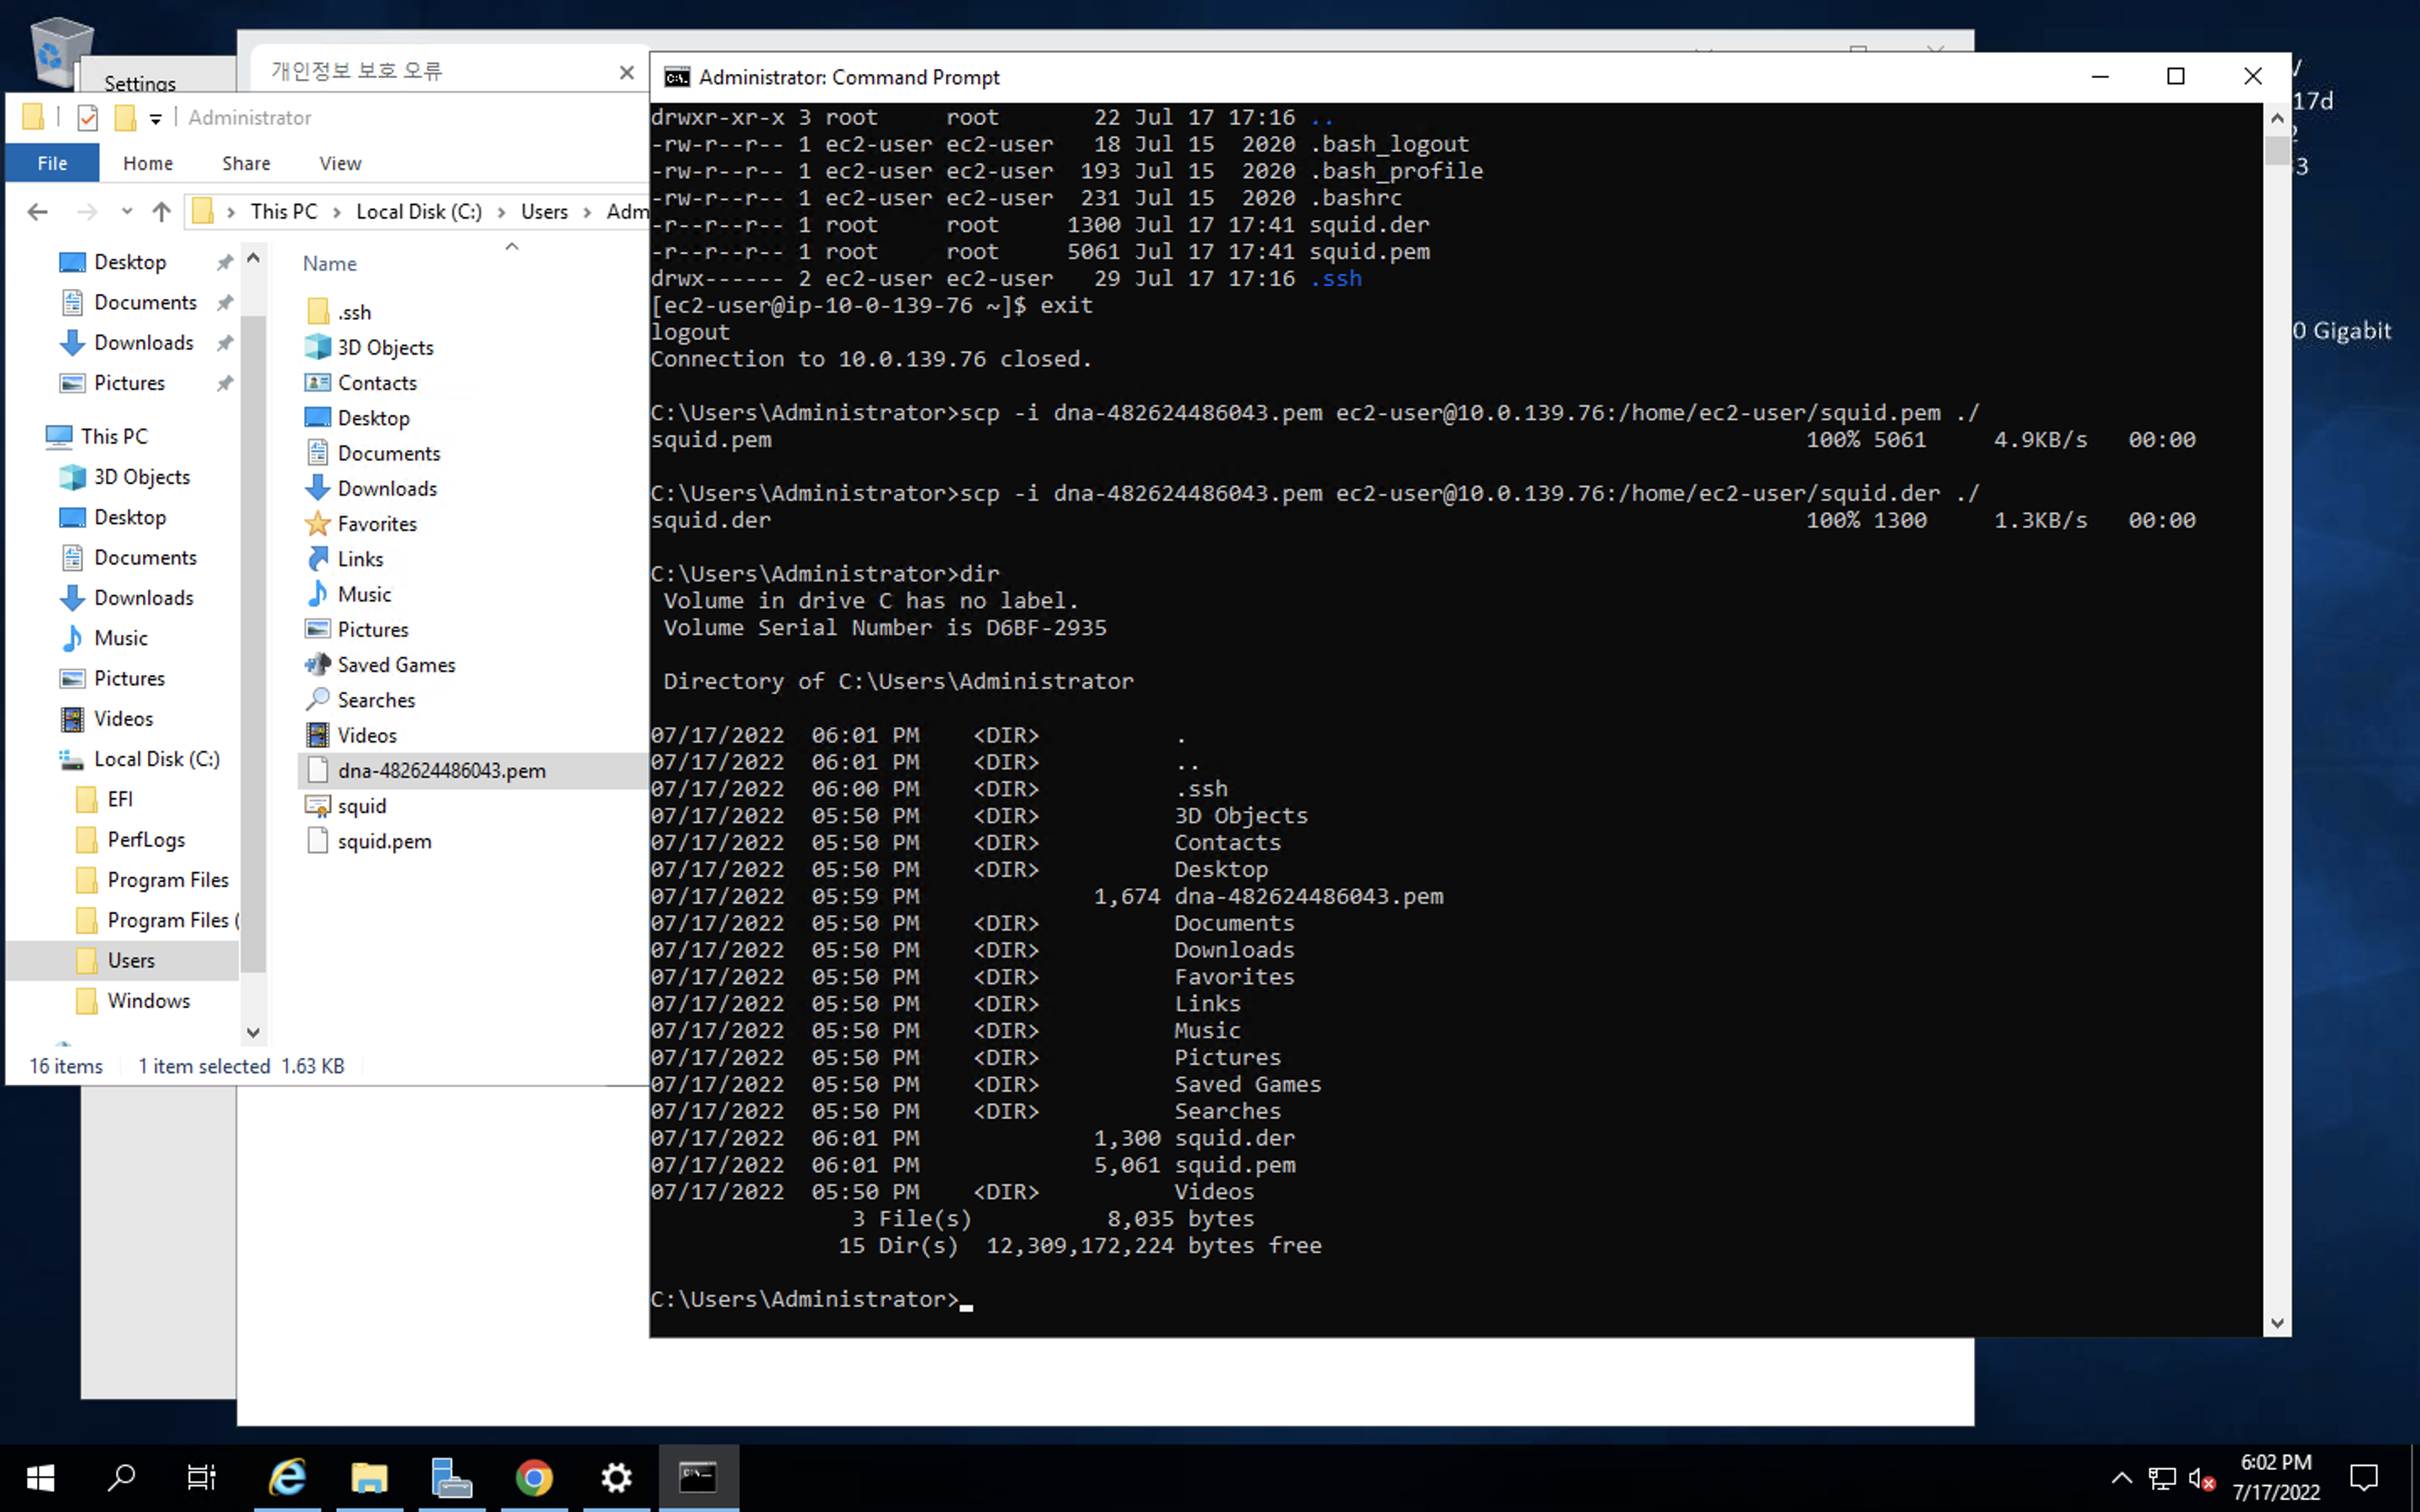 Settings
개인정보 보호 오류
Administrator
File Home Share View
This PC Local Disk (C:) Users Adm
Desktop
Documents
Downloads
Pictures
This PC
3D Objects
Desktop
Documents
Downloads
Music
Pictures
Videos
Local Disk (C:)
EFI
PerfLogs
Program Files
Program Files (
Users
Windows
Name
.ssh
3D Objects
Contacts
Desktop
Documents
Downloads
Favorites
Links
Music
Pictures
Saved Games
Searches
Videos
dna-482624486043.pem
squid
squid.pem
16 items 1 item selected 1.63 KB
Administrator: Command Prompt
drwxr-xr-x 3 root root 22 Jul 17 17:16 ..
-rw-r--r-- 1 ec2-user ec2-user 18 Jul 15 2020 .bash_logout
-rw-r--r-- 1 ec2-user ec2-user 193 Jul 15 2020 .bash_profile
-rw-r--r-- 1 ec2-user ec2-user 231 Jul 15 2020 .bashrc
-r--r--r-- 1 root root 1300 Jul 17 17:41 squid.der
-r--r--r-- 1 root root 5061 Jul 17 17:41 squid.pem
drwx------ 2 ec2-user ec2-user 29 Jul 17 17:16 .ssh
[ec2-user@ip-10-0-139-76 ~]$ exit
logout
Connection to 10.0.139.76 closed.
C:\Users\Administrator>scp -i dna-482624486043.pem ec2-user@10.0.139.76:/home/ec2-user/squid.pem ./
squid.pem 100% 5061 4.9KB/s 00:00
C:\Users\Administrator>scp -i dna-482624486043.pem ec2-user@10.0.139.76:/home/ec2-user/squid.der ./
squid.der 100% 1300 1.3KB/s 00:00
C:\Users\Administrator>dir
Volume in drive C has no label.
Volume Serial Number is D6BF-2935
Directory of C:\Users\Administrator
07/17/2022 06:01 PM <DIR> .
07/17/2022 06:01 PM <DIR> ..
07/17/2022 06:00 PM <DIR> .ssh
07/17/2022 05:50 PM <DIR> 3D Objects
07/17/2022 05:50 PM <DIR> Contacts
07/17/2022 05:50 PM <DIR> Desktop
07/17/2022 05:59 PM 1,674 dna-482624486043.pem
07/17/2022 05:50 PM <DIR> Documents
07/17/2022 05:50 PM <DIR> Downloads
07/17/2022 05:50 PM <DIR> Favorites
07/17/2022 05:50 PM <DIR> Links
07/17/2022 05:50 PM <DIR> Music
07/17/2022 05:50 PM <DIR> Pictures
07/17/2022 05:50 PM <DIR> Saved Games
07/17/2022 05:50 PM <DIR> Searches
07/17/2022 06:01 PM 1,300 squid.der
07/17/2022 06:01 PM 5,061 squid.pem
07/17/2022 05:50 PM <DIR> Videos
3 File(s) 8,035 bytes
15 Dir(s) 12,309,172,224 bytes free
C:\Users\Administrator>
17d
0 Gigabit
6:02 PM
7/17/2022